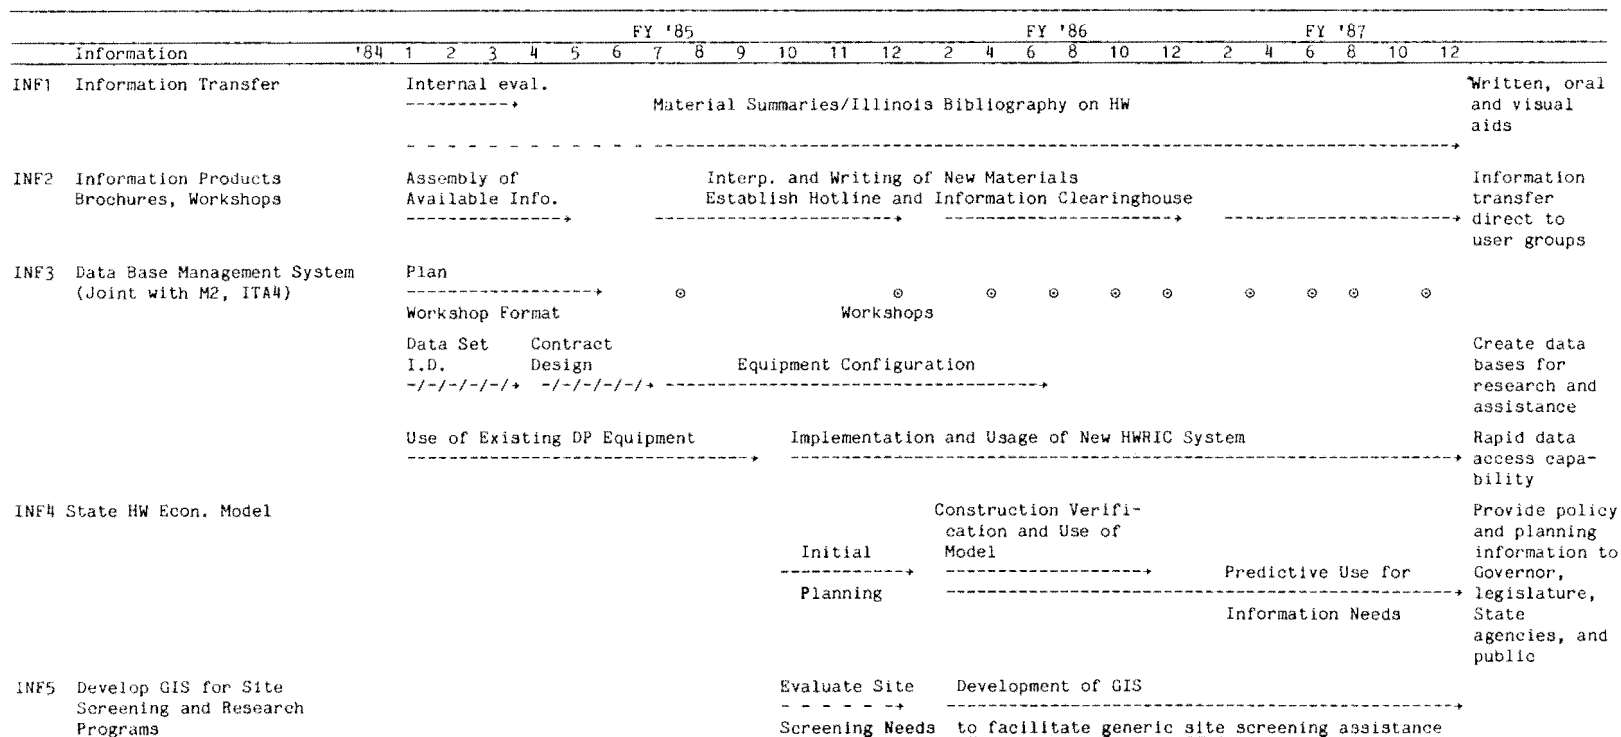 FY '85 FY '86 FY '87
Information '84 1 2 3 4 5 6 7 8 9 10 11 12 2 4 6 8 10 12 2 4 6 8 10 12
INF1 Information Transfer Internal eval. Written, oral
Material Summaries/Illinois Bibliography on HW and visual
aids
INF2 Information Products Assembly of Interp. and Writing of New Materials Information
Brochures, Workshops Available Info. Establish Hotline and Information Clearinghouse transfer
direct to
user groups
INF3 Data Base Management System Plan
(Joint with M2, ITA4)
Workshop Format Workshops
Data Set Contract Create data
I.D. Design Equipment Configuration bases for
research and
assistance
Use of Existing DP Equipment Implementation and Usage of New HWRIC System Rapid data
access capa-
bility
INF4 State HW Econ. Model Construction Verifi- Provide policy
cation and Use of and planning
Initial Model information to
Predictive Use for Governor,
Planning legislature,
Information Needs State
agencies, and
public
INF5 Develop GIS for Site Evaluate Site Development of GIS
Screening and Research
Programs Screening Needs to facilitate generic site screening assistance